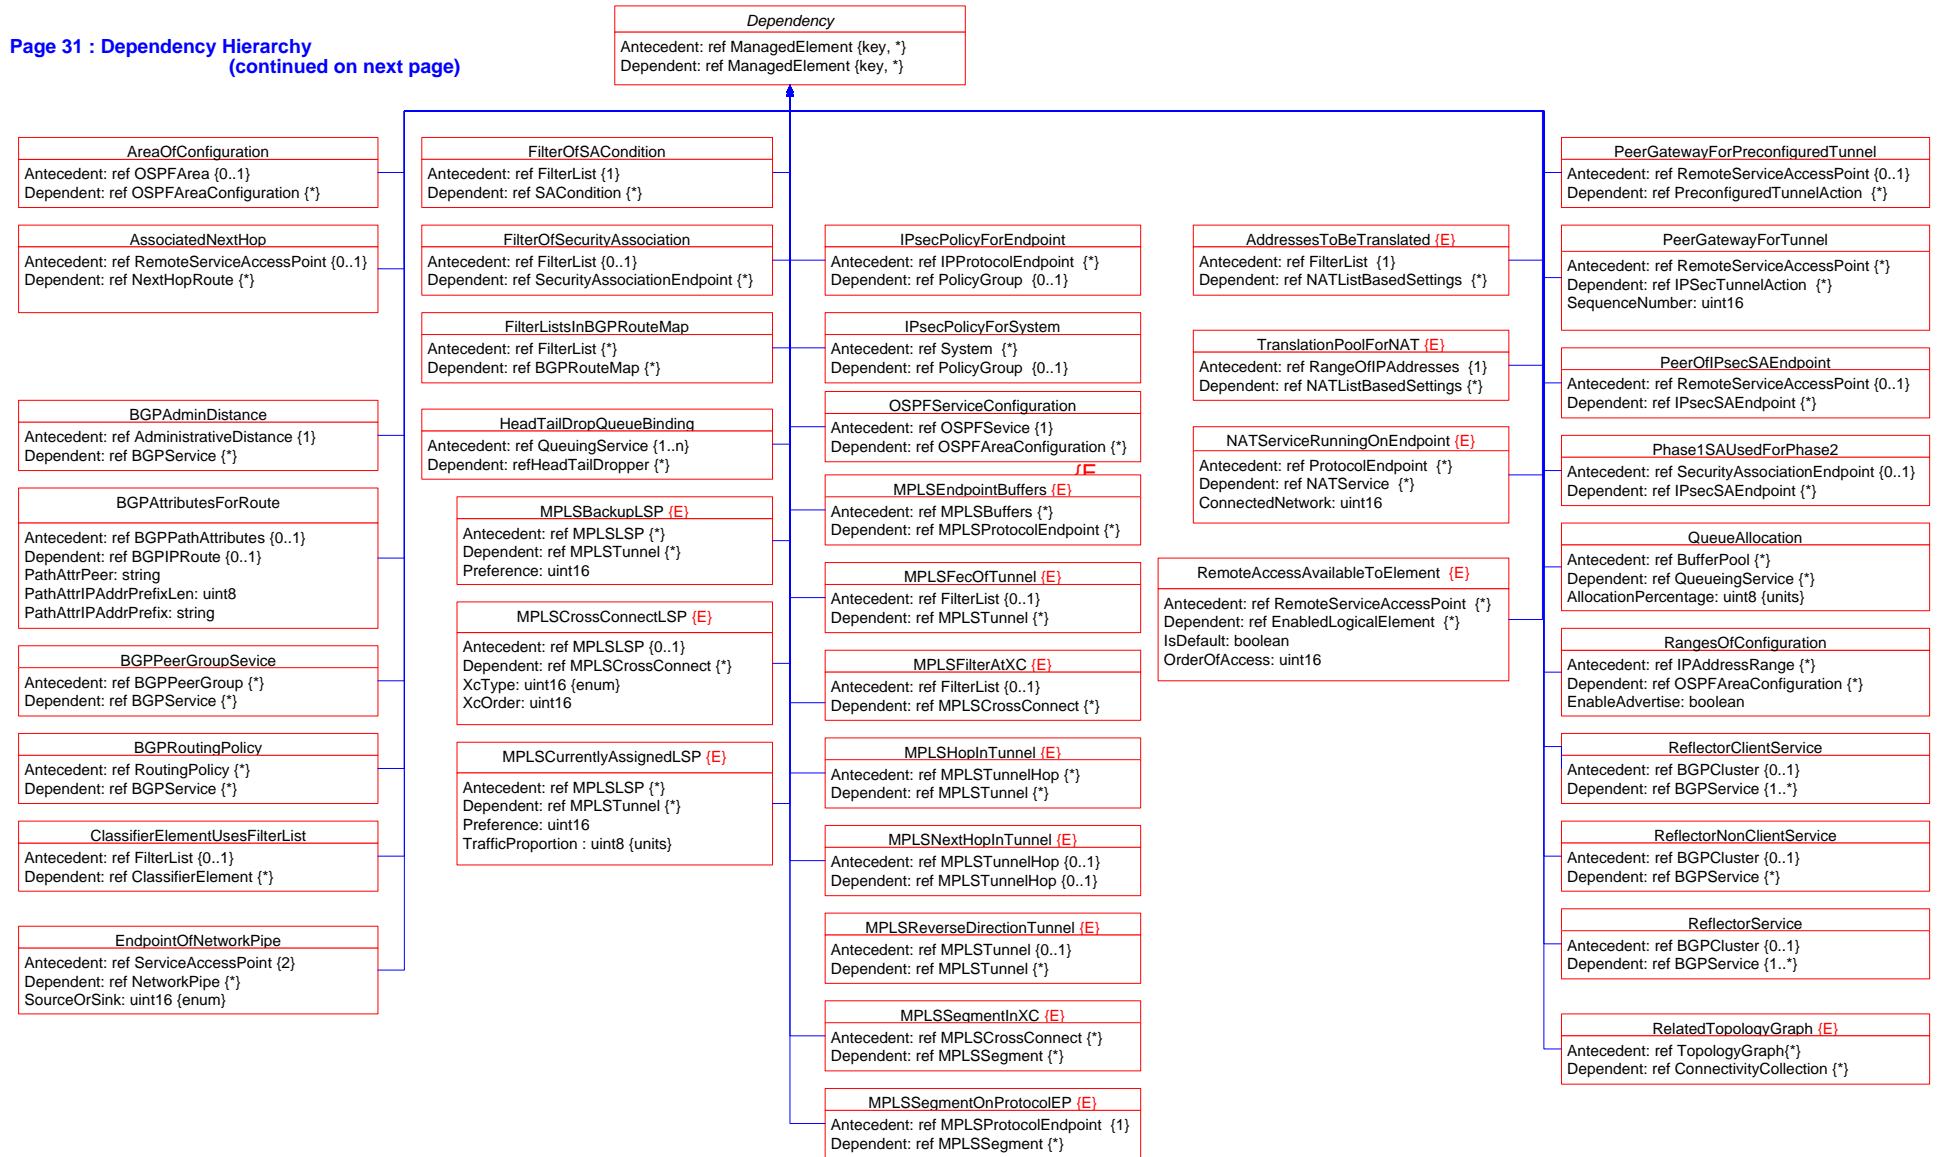 Page 31 : Dependency Hierarchy
(continued on next page)
Dependency
Antecedent: ref ManagedElement {key, *}
Dependent: ref ManagedElement {key, *}
AreaOfConfiguration
Antecedent: ref OSPFArea {0..1}
Dependent: ref OSPFAreaConfiguration {*}
AssociatedNextHop
Antecedent: ref RemoteServiceAccessPoint {0..1}
Dependent: ref NextHopRoute {*}
BGPAdminDistance
Antecedent: ref AdministrativeDistance {1}
Dependent: ref BGPService {*}
BGPAttributesForRoute
Antecedent: ref BGPPathAttributes {0..1}
Dependent: ref BGPIPRoute {0..1}
PathAttrPeer: string
PathAttrIPAddrPrefixLen: uint8
PathAttrIPAddrPrefix: string
BGPPeerGroupSevice
Antecedent: ref BGPPeerGroup {*}
Dependent: ref BGPService {*}
BGPRoutingPolicy
Antecedent: ref RoutingPolicy {*}
Dependent: ref BGPService {*}
ClassifierElementUsesFilterList
Antecedent: ref FilterList {0..1}
Dependent: ref ClassifierElement {*}
EndpointOfNetworkPipe
Antecedent: ref ServiceAccessPoint {2}
Dependent: ref NetworkPipe {*}
SourceOrSink: uint16 {enum}
FilterOfSACondition
Antecedent: ref FilterList {1}
Dependent: ref SACondition {*}
FilterOfSecurityAssociation
Antecedent: ref FilterList {0..1}
Dependent: ref SecurityAssociationEndpoint {*}
FilterListsInBGPRouteMap
Antecedent: ref FilterList {*}
Dependent: ref BGPRouteMap {*}
HeadTailDropQueueBinding
Antecedent: ref QueuingService {1..n}
Dependent: refHeadTailDropper {*}
MPLSBackupLSP {E}
Antecedent: ref MPLSLSP {*}
Dependent: ref MPLSTunnel {*}
Preference: uint16
MPLSCrossConnectLSP {E}
Antecedent: ref MPLSLSP {0..1}
Dependent: ref MPLSCrossConnect {*}
XcType: uint16 {enum}
XcOrder: uint16
MPLSCurrentlyAssignedLSP {E}
Antecedent: ref MPLSLSP {*}
Dependent: ref MPLSTunnel {*}
Preference: uint16
TrafficProportion : uint8 {units}
IPsecPolicyForEndpoint
Antecedent: ref IPProtocolEndpoint {*}
Dependent: ref PolicyGroup {0..1}
IPsecPolicyForSystem
Antecedent: ref System {*}
Dependent: ref PolicyGroup {0..1}
OSPFServiceConfiguration
Antecedent: ref OSPFSevice {1}
Dependent: ref OSPFAreaConfiguration {*}
{E
MPLSEndpointBuffers {E}
Antecedent: ref MPLSBuffers {*}
Dependent: ref MPLSProtocolEndpoint {*}
MPLSFecOfTunnel {E}
Antecedent: ref FilterList {0..1}
Dependent: ref MPLSTunnel {*}
MPLSFilterAtXC {E}
Antecedent: ref FilterList {0..1}
Dependent: ref MPLSCrossConnect {*}
MPLSHopInTunnel {E}
Antecedent: ref MPLSTunnelHop {*}
Dependent: ref MPLSTunnel {*}
MPLSNextHopInTunnel {E}
Antecedent: ref MPLSTunnelHop {0..1}
Dependent: ref MPLSTunnelHop {0..1}
MPLSReverseDirectionTunnel {E}
Antecedent: ref MPLSTunnel {0..1}
Dependent: ref MPLSTunnel {*}
MPLSSegmentInXC {E}
Antecedent: ref MPLSCrossConnect {*}
Dependent: ref MPLSSegment {*}
MPLSSegmentOnProtocolEP {E}
Antecedent: ref MPLSProtocolEndpoint {1}
Dependent: ref MPLSSegment {*}
AddressesToBeTranslated {E}
Antecedent: ref FilterList {1}
Dependent: ref NATListBasedSettings {*}
TranslationPoolForNAT {E}
Antecedent: ref RangeOfIPAddresses {1}
Dependent: ref NATListBasedSettings {*}
NATServiceRunningOnEndpoint {E}
Antecedent: ref ProtocolEndpoint {*}
Dependent: ref NATService {*}
ConnectedNetwork: uint16
RemoteAccessAvailableToElement {E}
Antecedent: ref RemoteServiceAccessPoint {*}
Dependent: ref EnabledLogicalElement {*}
IsDefault: boolean
OrderOfAccess: uint16
PeerGatewayForPreconfiguredTunnel
Antecedent: ref RemoteServiceAccessPoint {0..1}
Dependent: ref PreconfiguredTunnelAction {*}
PeerGatewayForTunnel
Antecedent: ref RemoteServiceAccessPoint {*}
Dependent: ref IPSecTunnelAction {*}
SequenceNumber: uint16
PeerOfIPsecSAEndpoint
Antecedent: ref RemoteServiceAccessPoint {0..1}
Dependent: ref IPsecSAEndpoint {*}
Phase1SAUsedForPhase2
Antecedent: ref SecurityAssociationEndpoint {0..1}
Dependent: ref IPsecSAEndpoint {*}
QueueAllocation
Antecedent: ref BufferPool {*}
Dependent: ref QueueingService {*}
AllocationPercentage: uint8 {units}
RangesOfConfiguration
Antecedent: ref IPAddressRange {*}
Dependent: ref OSPFAreaConfiguration {*}
EnableAdvertise: boolean
ReflectorClientService
Antecedent: ref BGPCluster {0..1}
Dependent: ref BGPService {1..*}
ReflectorNonClientService
Antecedent: ref BGPCluster {0..1}
Dependent: ref BGPService {*}
ReflectorService
Antecedent: ref BGPCluster {0..1}
Dependent: ref BGPService {1..*}
RelatedTopologyGraph {E}
Antecedent: ref TopologyGraph{*}
Dependent: ref ConnectivityCollection {*}